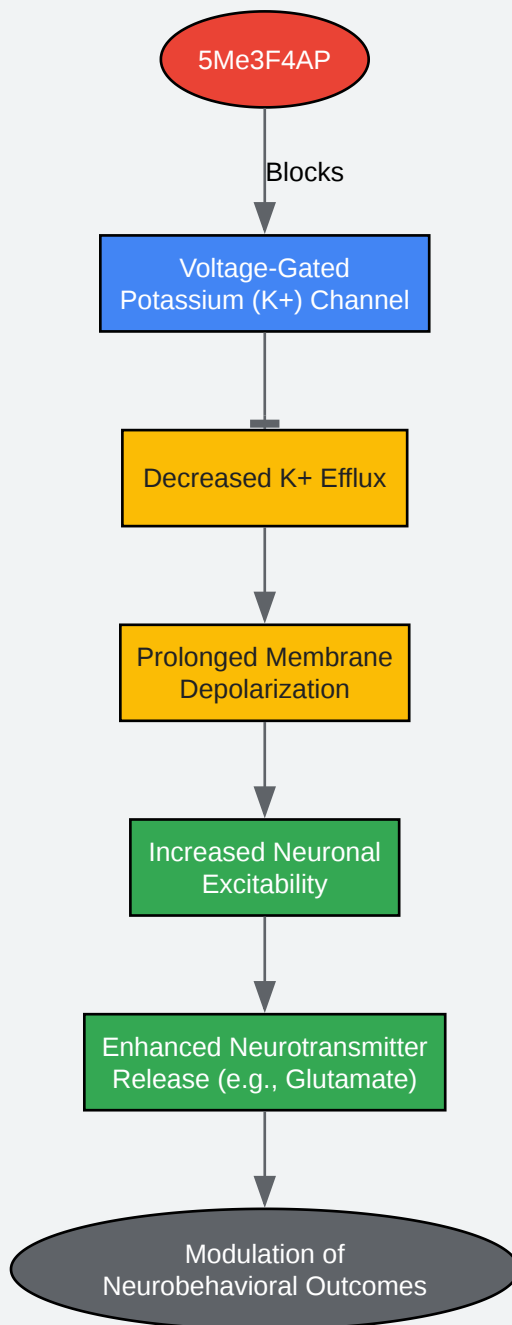 5Me3F4AP
Blocks
Voltage-Gated
Potassium (K+) Channel
Decreased K+ Efflux
Prolonged Membrane
Depolarization
Increased Neuronal
Excitability
Enhanced Neurotransmitter
Release (e.g., Glutamate)
Modulation of
Neurobehavioral Outcomes